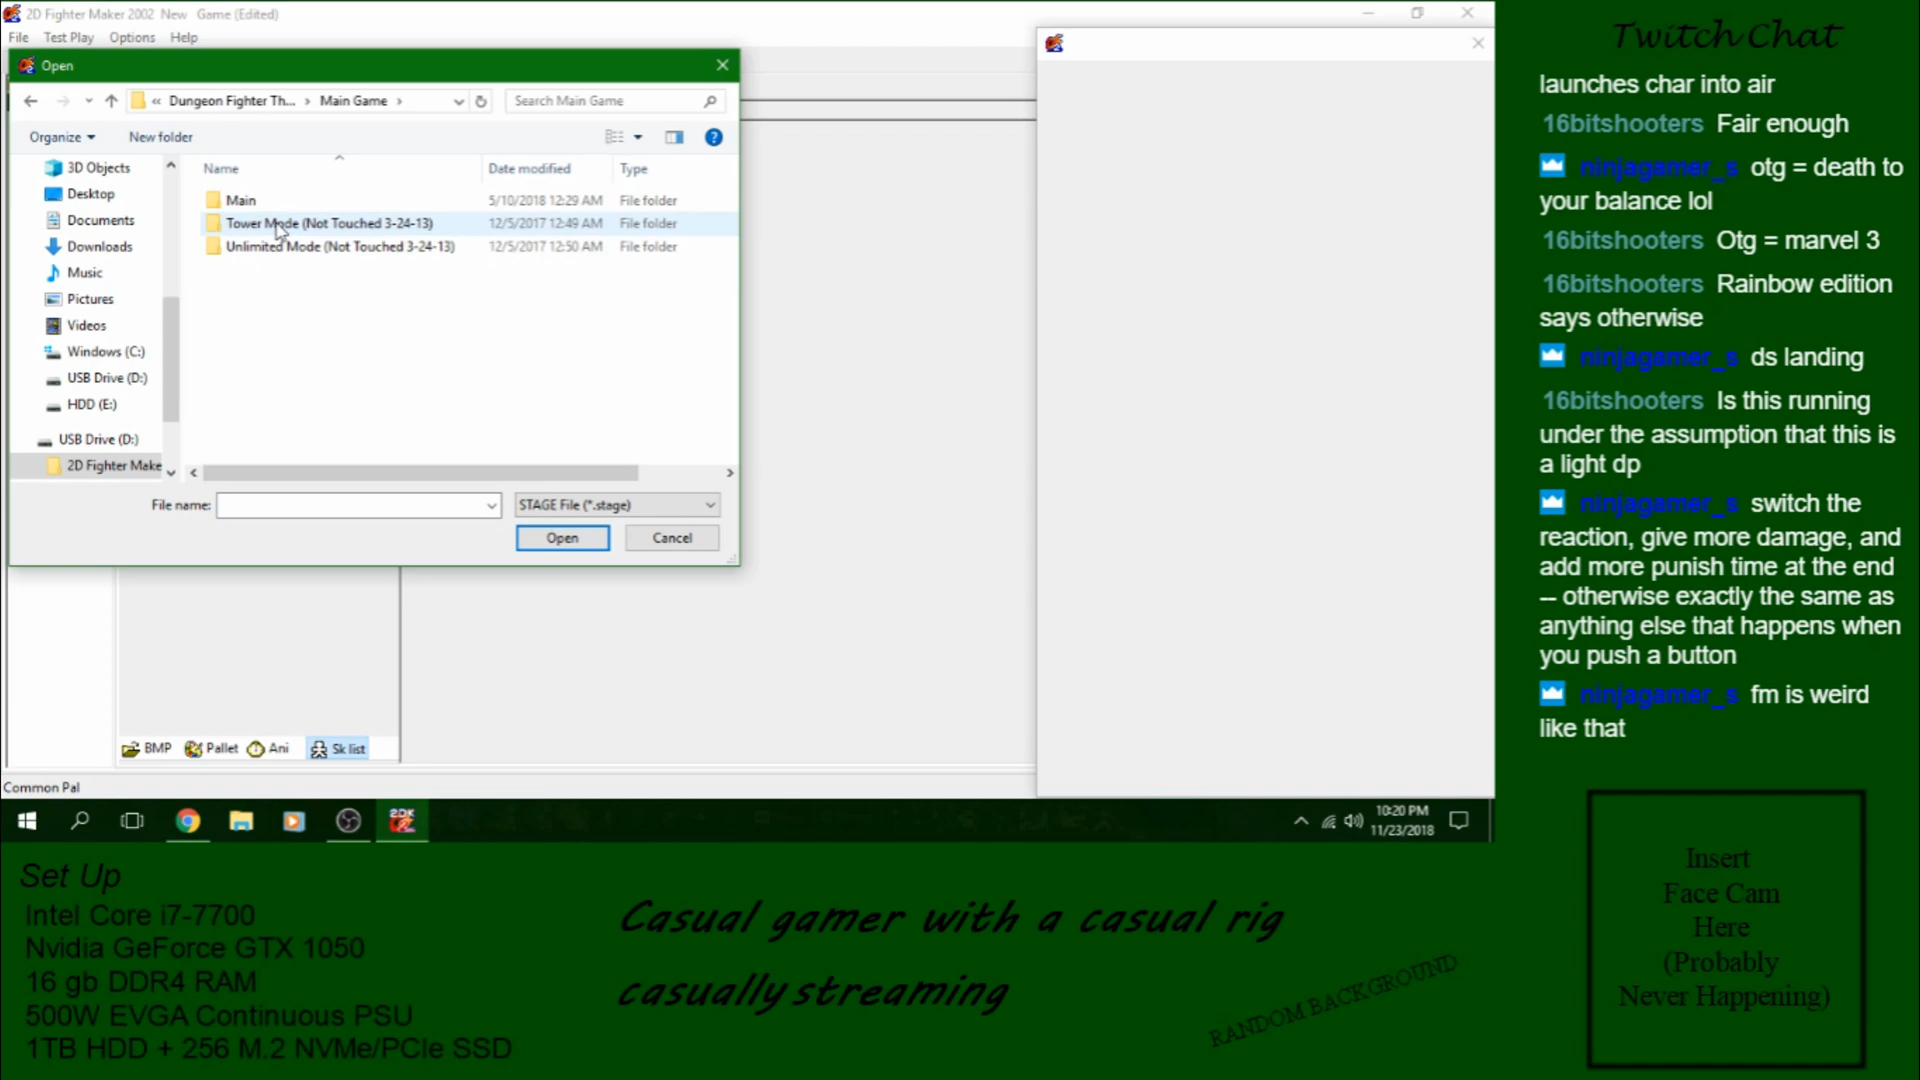 2D Fighter Maker 2002 New Game (Edited)
File Test Play Options Help
Open
« Dungeon Fighter Th... > Main Game >
Search Main Game
Organize New folder
Name Date modified Type
3D Objects
Desktop
Documents
Downloads
Music
Pictures
Videos
Windows (C:)
USB Drive (D:)
HDD (E:)
USB Drive (D:)
2D Fighter Make
Main 5/10/2018 12:29 AM File folder
Tower Mode (Not Touched 3-24-13) 12/5/2017 12:49 AM File folder
Unlimited Mode (Not Touched 3-24-13) 12/5/2017 12:50 AM File folder
File name:
STAGE File (*.stage)
Open Cancel
BMP Pallet Ani Sk list
Common Pal
10:20 PM
11/23/2018
Twitch Chat
launches char into air
16bitshooters Fair enough
ninjagamer_s otg = death to
your balance lol
16bitshooters Otg = marvel 3
16bitshooters Rainbow edition
says otherwise
ninjagamer_s ds landing
16bitshooters Is this running
under the assumption that this is
a light dp
ninjagamer_s switch the
reaction, give more damage, and
add more punish time at the end
-- otherwise exactly the same as
anything else that happens when
you push a button
ninjagamer_s fm is weird
like that
Set Up
Intel Core i7-7700
Nvidia GeForce GTX 1050
16 gb DDR4 RAM
500W EVGA Continuous PSU
1TB HDD + 256 M.2 NVMe/PCIe SSD
Casual gamer with a casual rig
casually streaming
RANDOM BACKGROUND
Insert
Face Cam
Here
(Probably
Never Happening)